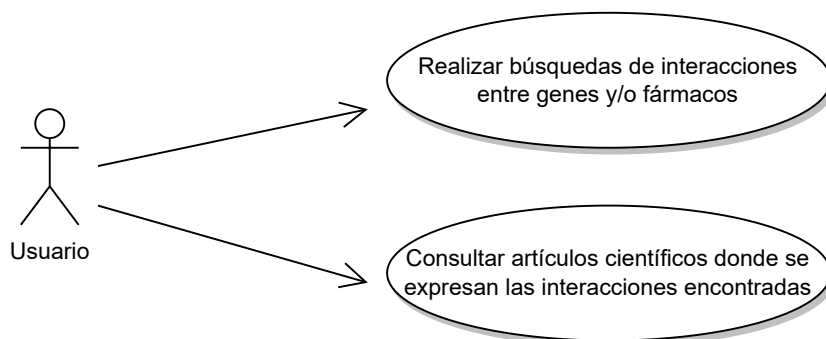 Realizar búsquedas de interacciones
entre genes y/o fármacos
Usuario
Consultar artículos científicos donde se
expresan las interacciones encontradas